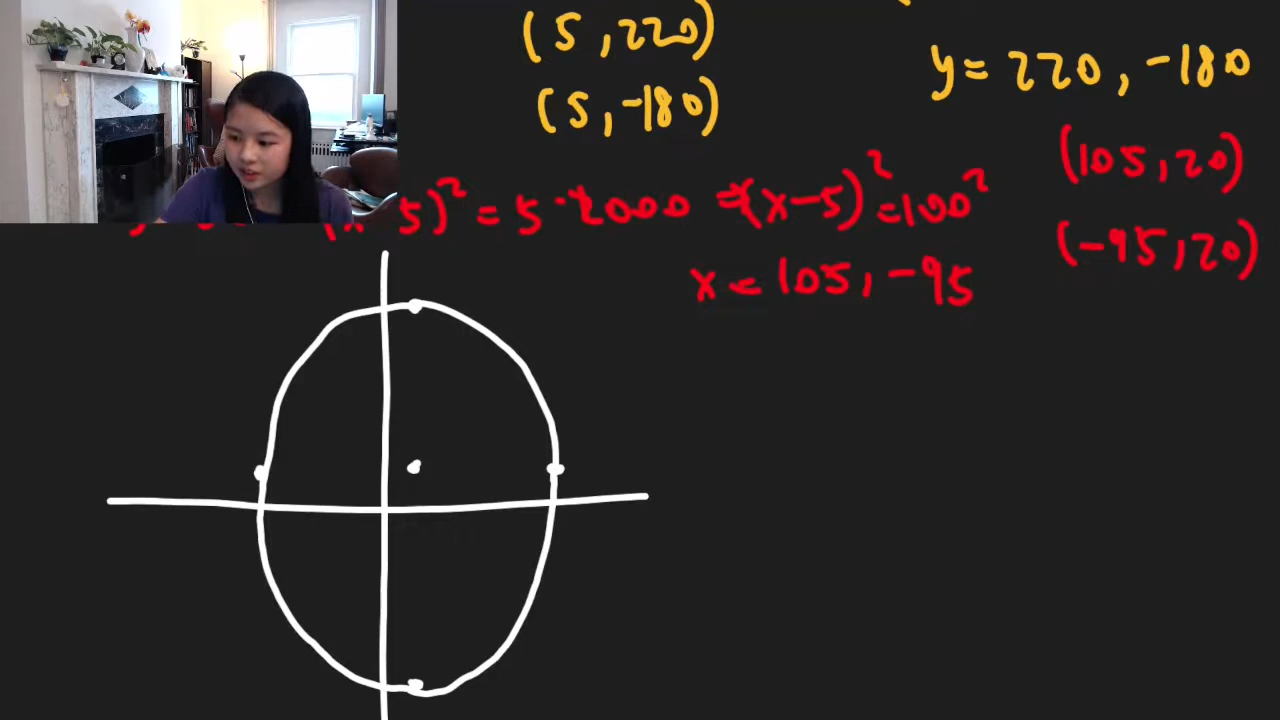 (5,220)
(5,-180)
y= 220, -180
(105,20)
(-95,20)
5)² = 5·2000 ⇒(x-5)² =100²
x = 105, -95